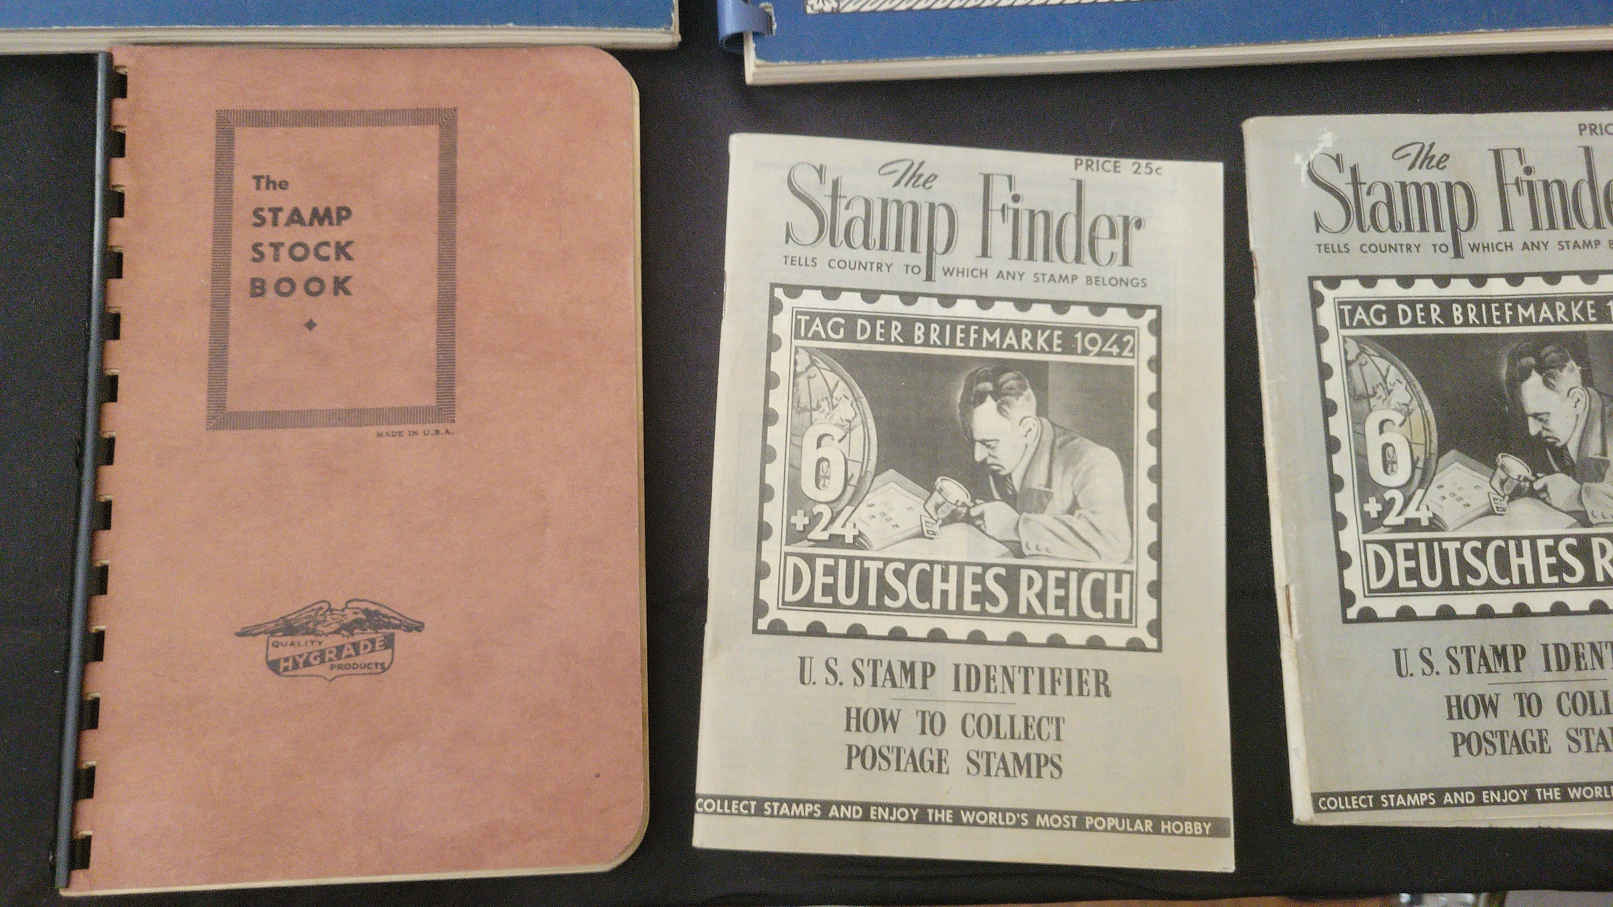 The
STAMP
STOCK
BOOK
MADE IN U.S.A.
QUALITY
HYGRADE
PRODUCTS
PRICE 25c
The
Stamp Finder
TELLS COUNTRY TO WHICH ANY STAMP BELONGS
TAG DER BRIEFMARKE 1942
6
+24
DEUTSCHES REICH
U. S. STAMP IDENTIFIER
HOW TO COLLECT
POSTAGE STAMPS
COLLECT STAMPS AND ENJOY THE WORLD'S MOST POPULAR HOBBY
PRIC
The
Stamp Finde
TELLS COUNTRY TO WHICH ANY STAMP B
TAG DER BRIEFMARKE 1
6
+24
DEUTSCHES R
U. S. STAMP IDENT
HOW TO COLL
POSTAGE STA
COLLECT STAMPS AND ENJOY THE WORL